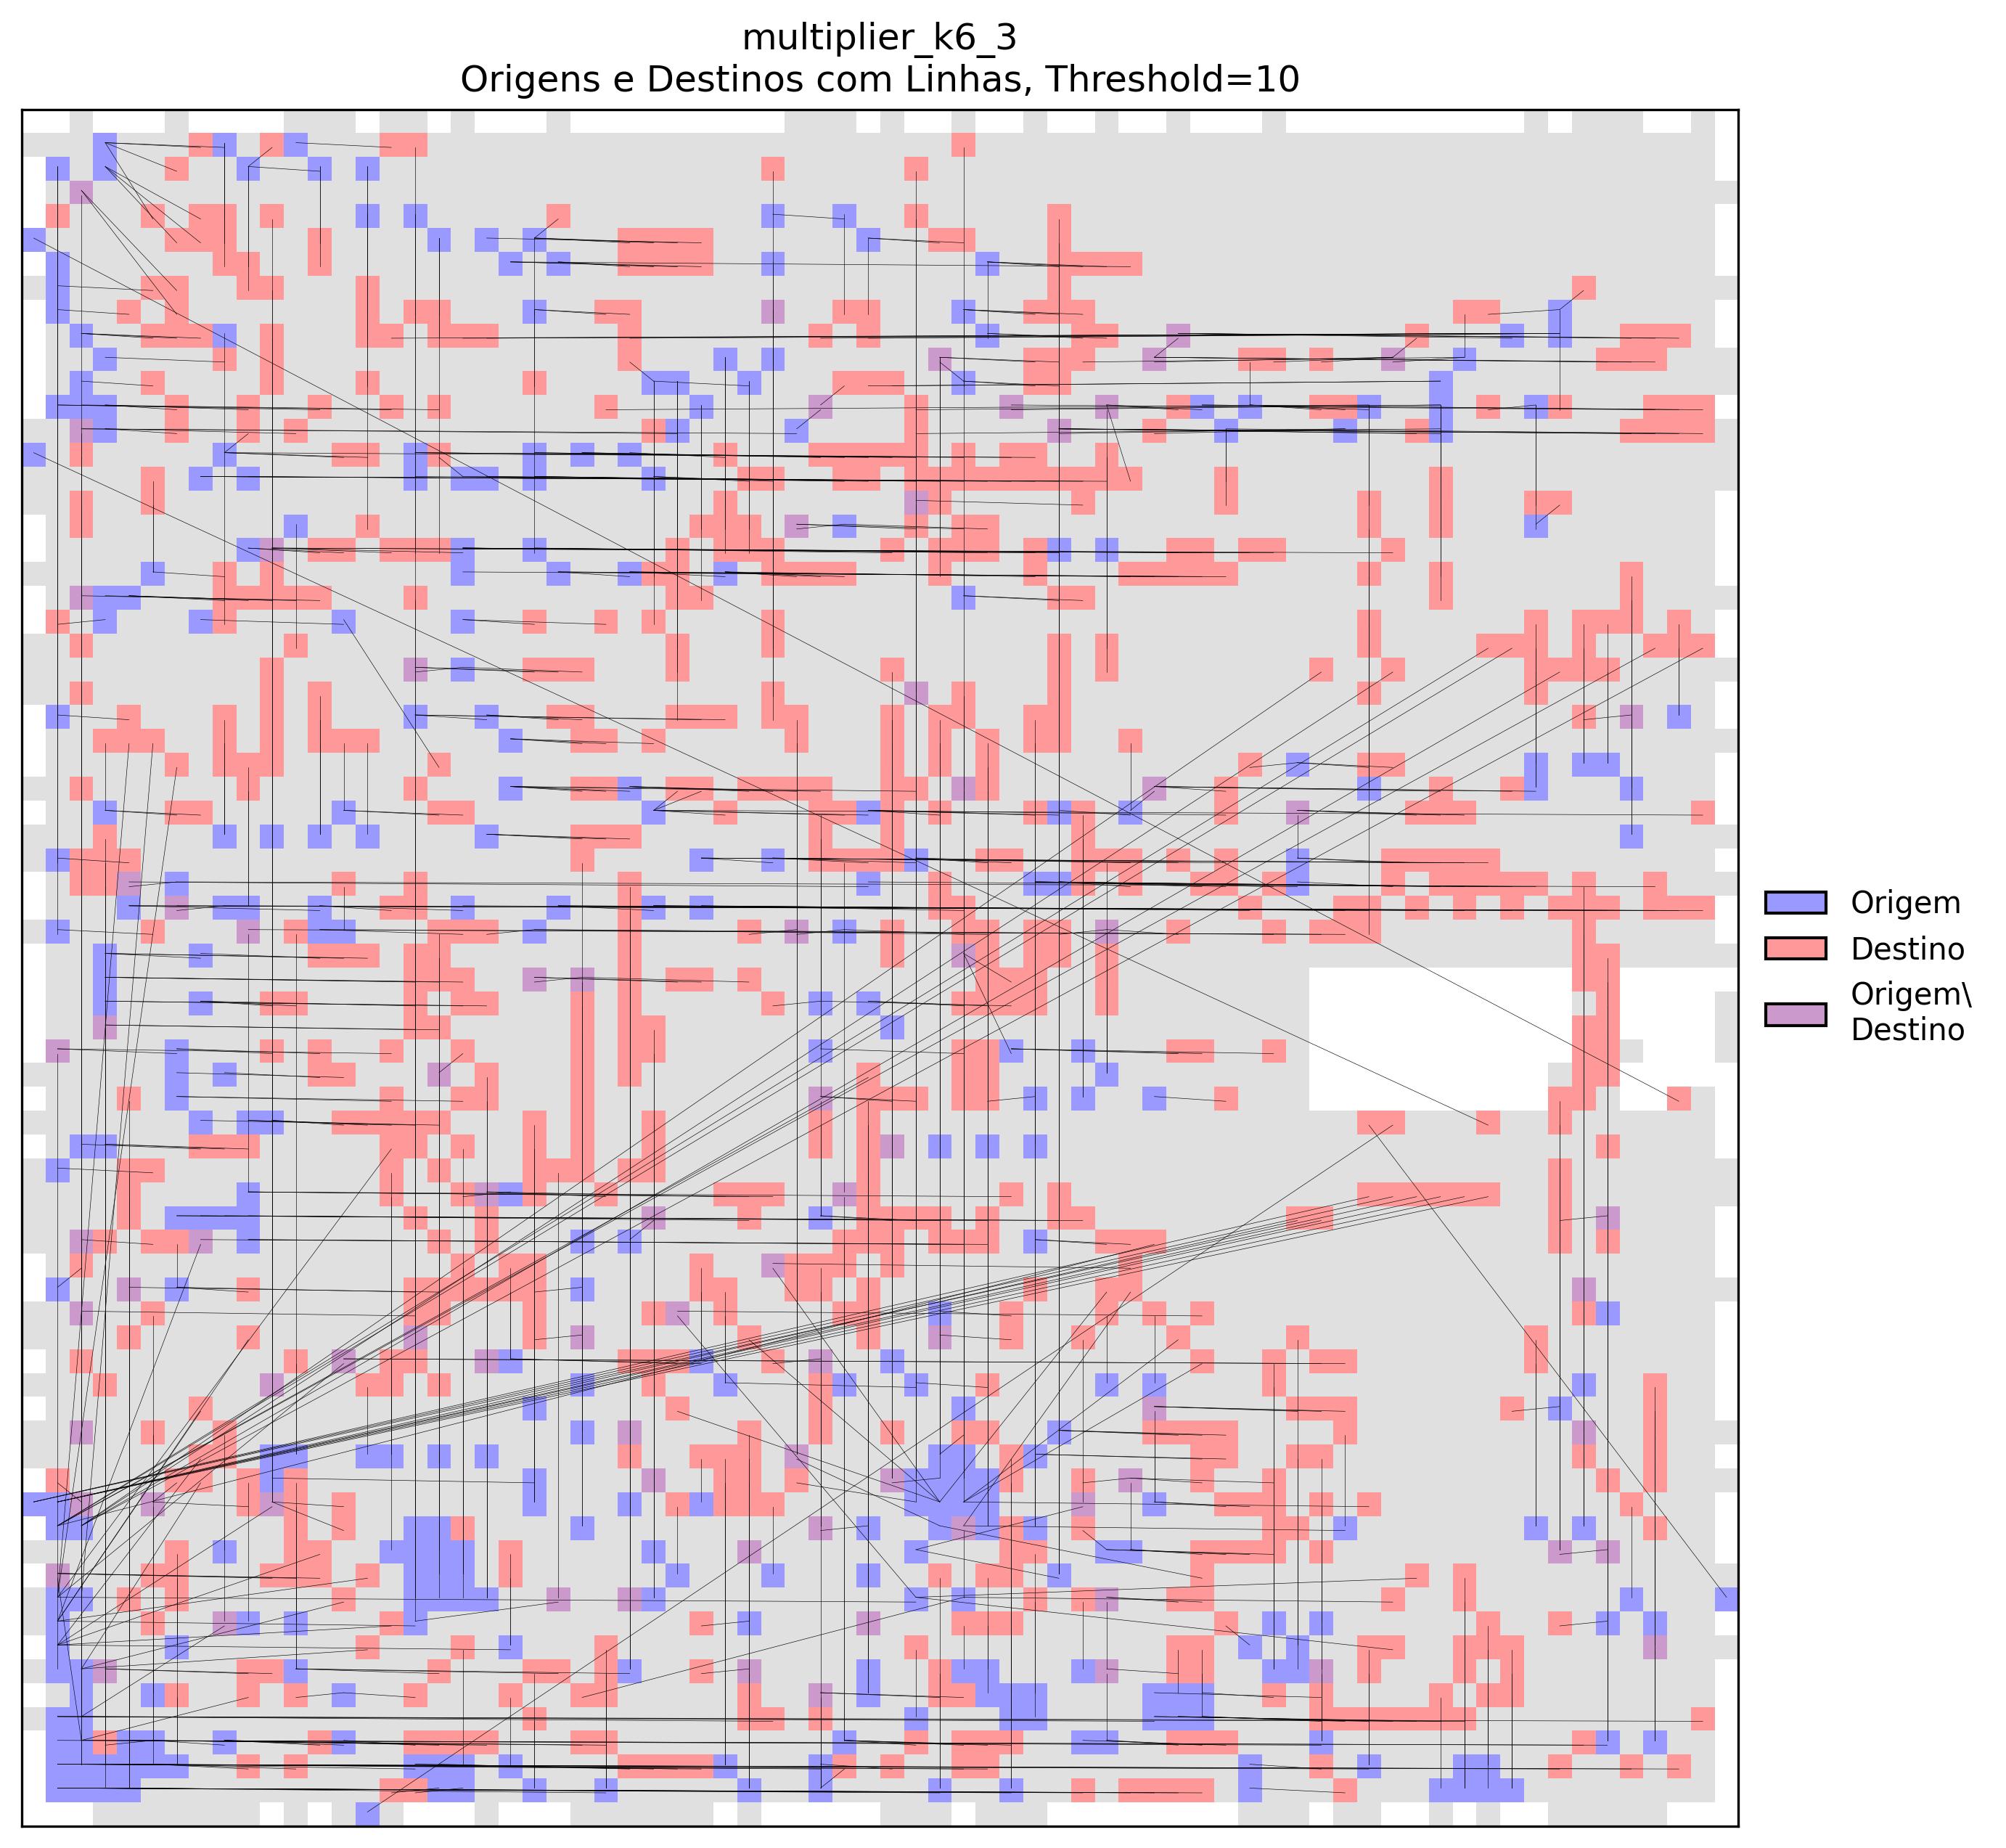 multiplier_k6_3
Origens e Destinos com Linhas, Threshold=10
Origem
Destino
Origem\
Destino